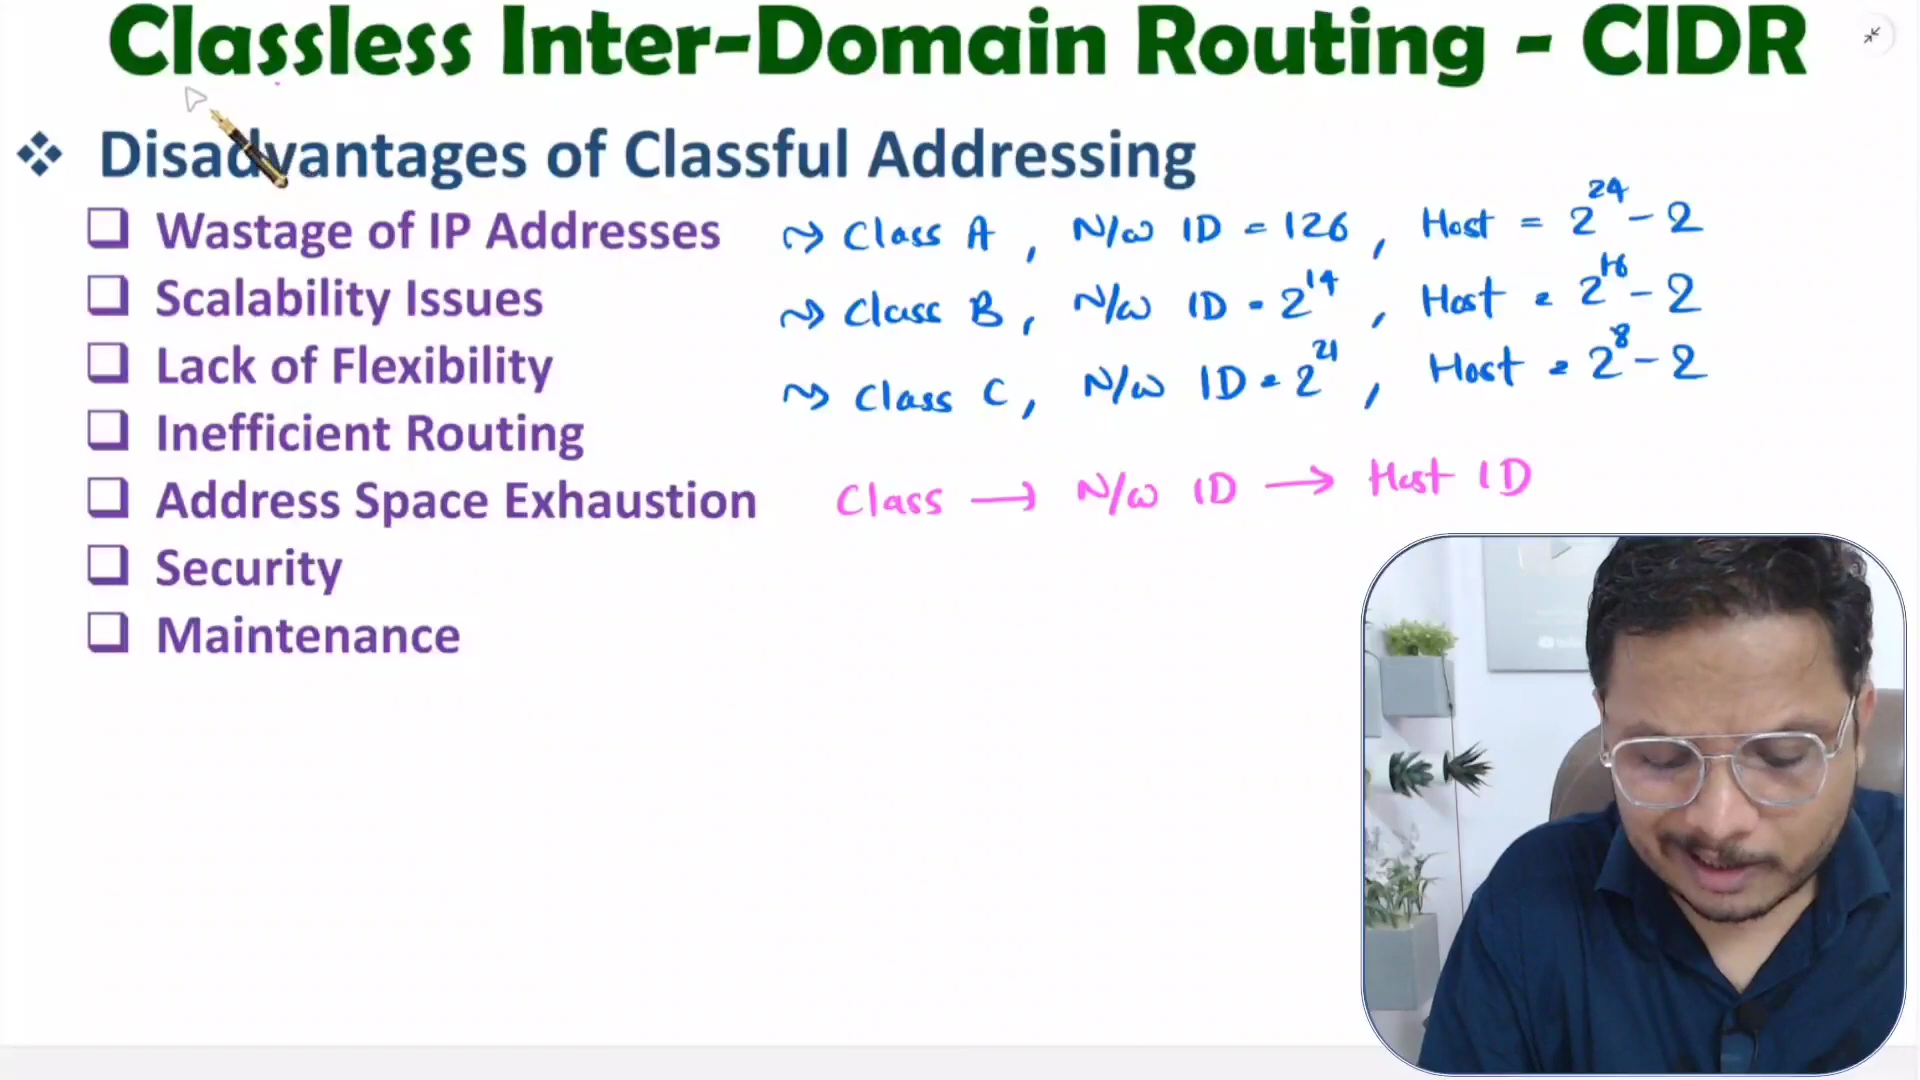 Classless Inter-Domain Routing - CIDR
❖ Disadvantages of Classful Addressing
❑ Wastage of IP Addresses
❑ Scalability Issues
❑ Lack of Flexibility
❑ Inefficient Routing
❑ Address Space Exhaustion
❑ Security
❑ Maintenance
~> Class A, N/w ID = 126, Host = 2^24 - 2
~> Class B, N/w ID = 2^14, Host = 2^16 - 2
~> Class C, N/w ID = 2^21, Host = 2^8 - 2
Class → N/w ID → Host ID